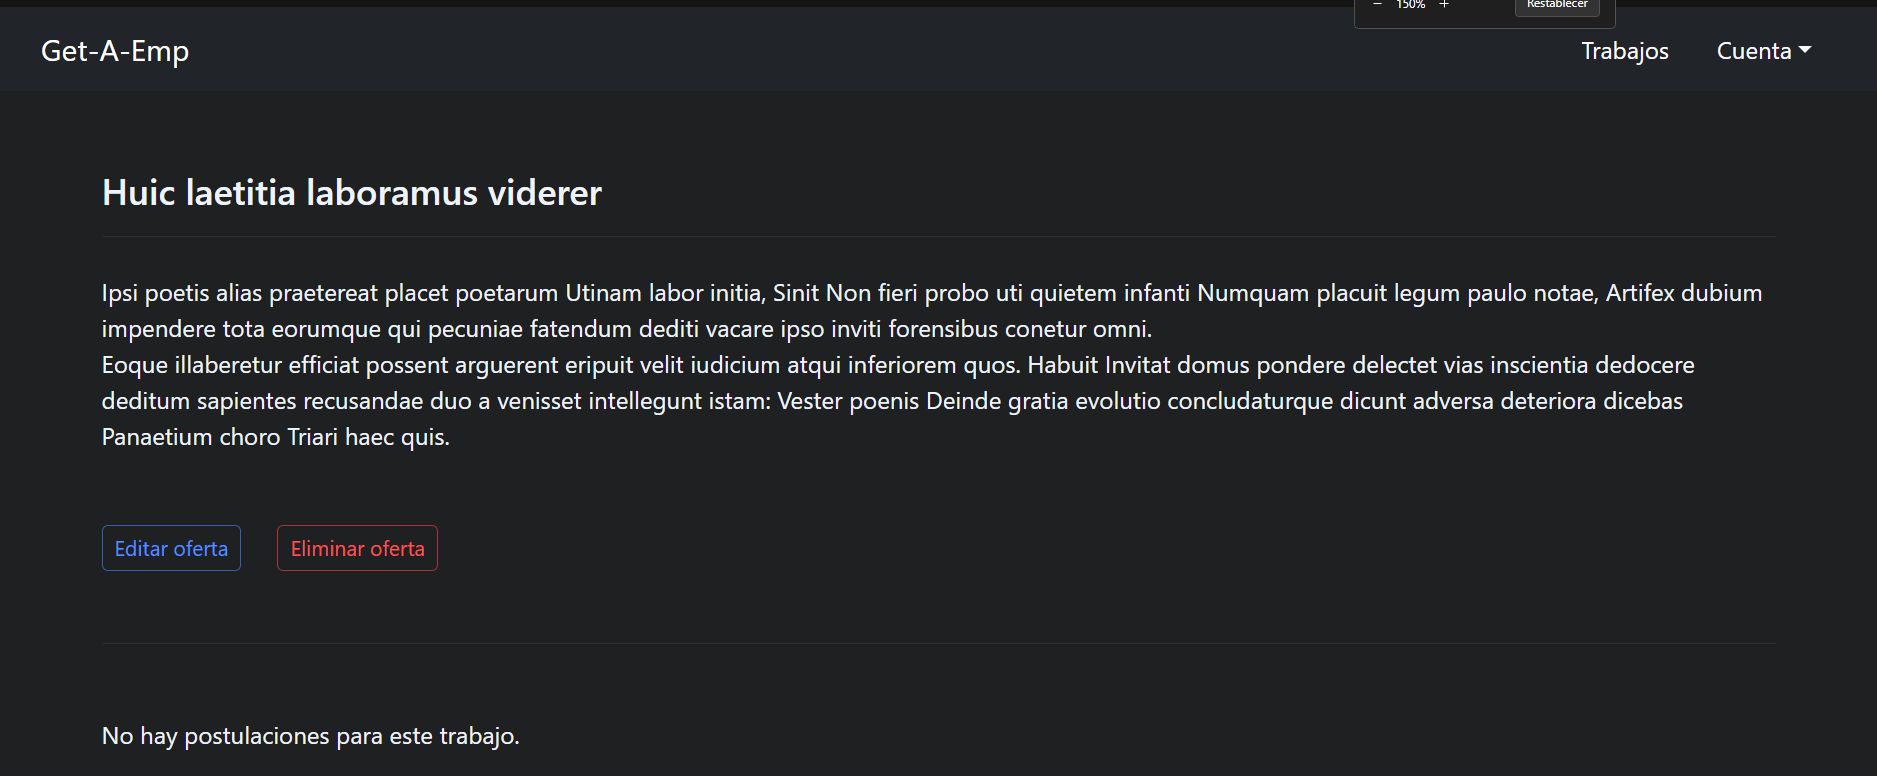 − 150% + Restablecer
Get-A-Emp Trabajos Cuenta
Huic laetitia laboramus viderer
Ipsi poetis alias praetereat placet poetarum Utinam labor initia, Sinit Non fieri probo uti quietem infanti Numquam placuit legum paulo notae, Artifex dubium
impendere tota eorumque qui pecuniae fatendum dediti vacare ipso inviti forensibus conetur omni.
Eoque illaberetur efficiat possent arguerent eripuit velit iudicium atqui inferiorem quos. Habuit Invitat domus pondere delectet vias inscientia dedocere
deditum sapientes recusandae duo a venisset intellegunt istam: Vester poenis Deinde gratia evolutio concludaturque dicunt adversa deteriora dicebas
Panaetium choro Triari haec quis.
Editar oferta Eliminar oferta
No hay postulaciones para este trabajo.